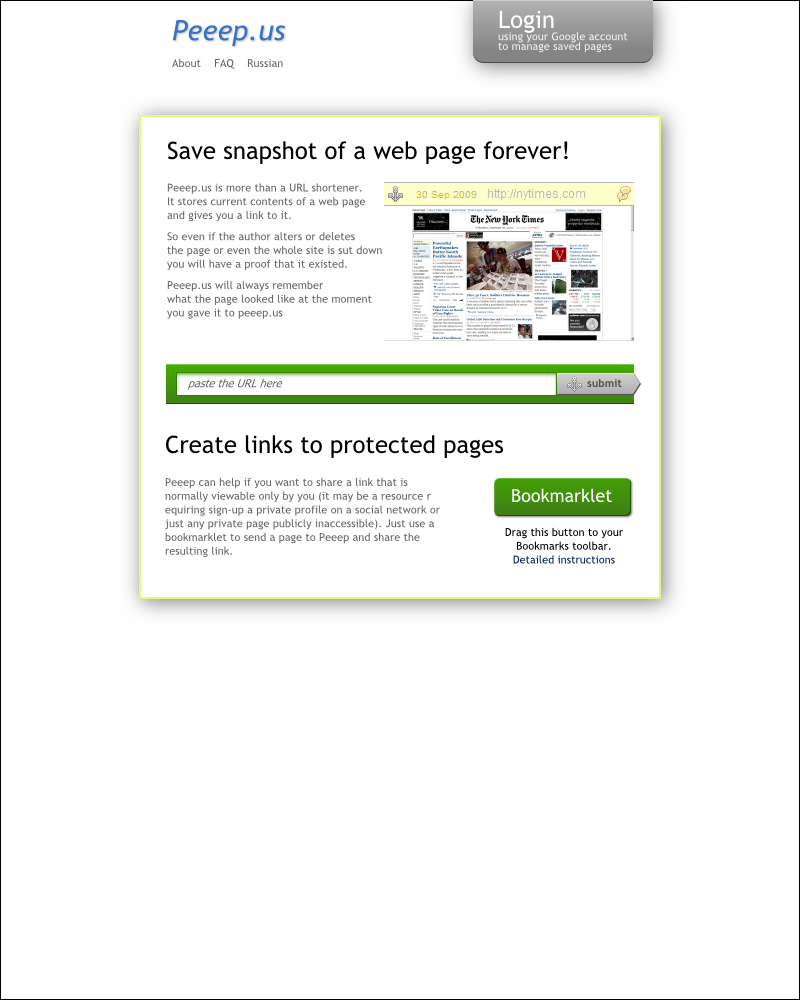 Peeep.us
About FAQ Russian
Login
using your Google account
to manage saved pages
Save snapshot of a web page forever!
Peeep.us is more than a URL shortener.
It stores current contents of a web page
and gives you a link to it.
So even if the author alters or deletes
the page or even the whole site is sut down
you will have a proof that it existed.
Peeep.us will always remember
what the page looked like at the moment
you gave it to peeep.us
30 Sep 2009 http://nytimes.com
The New York Times
Powerful
Earthquakes
Batter South
Pacific Islands
paste the URL here
submit
Create links to protected pages
Peeep can help if you want to share a link that is
normally viewable only by you (it may be a resource r
equiring sign-up a private profile on a social network or
just any private page publicly inaccessible). Just use a
bookmarklet to send a page to Peeep and share the
resulting link.
Bookmarklet
Drag this button to your
Bookmarks toolbar.
Detailed instructions